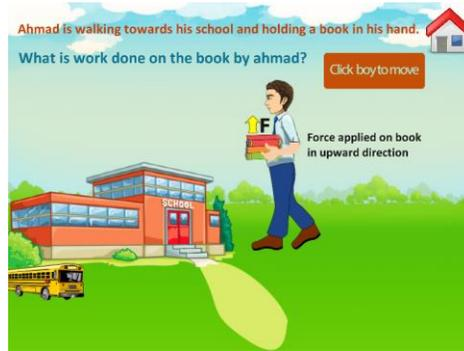 Ahmad is walking towards his school and holding a book in his hand.
What is work done on the book by ahmad?
Click boy to move
F
Force applied on book
in upward direction
SCHOOL